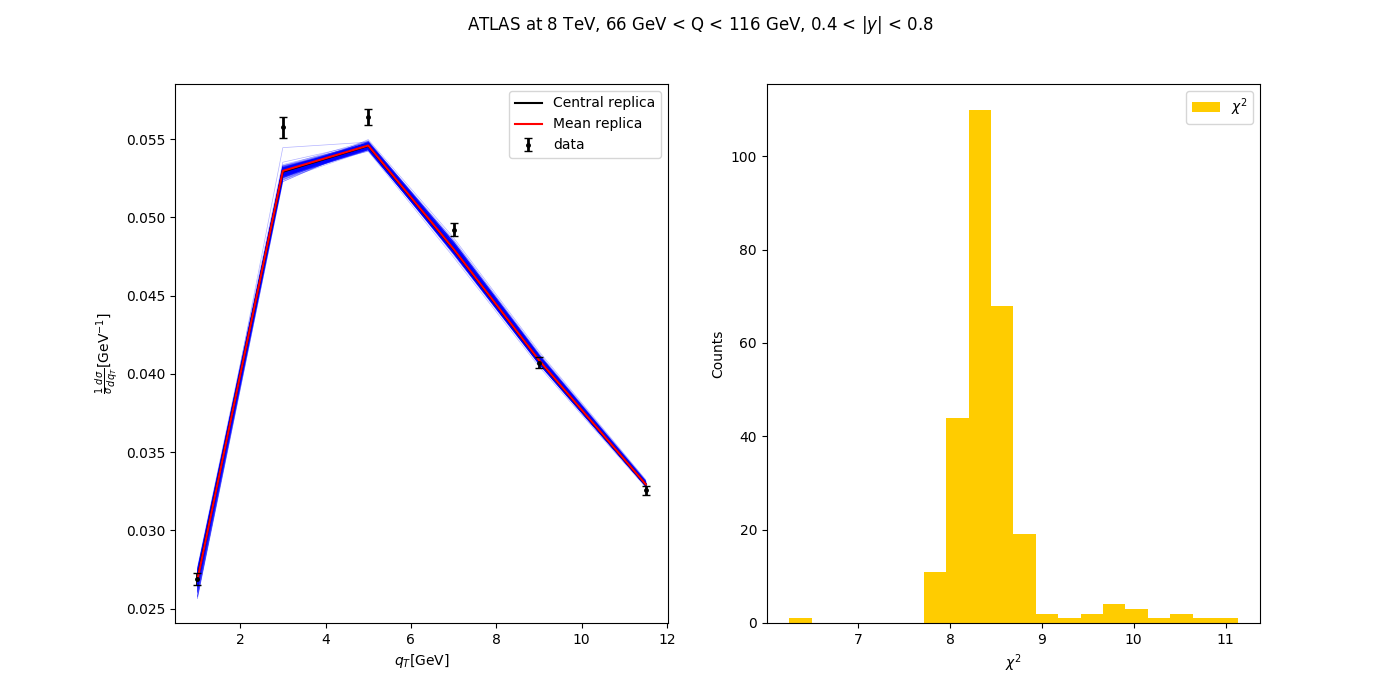 ATLAS at 8 TeV, 66 GeV < Q < 116 GeV, 0.4 < |y| < 0.8
Central replica
Mean replica
data
0.055
0.050
0.045
0.040
0.035
0.030
0.025
1/σ dσ/dq_T [GeV⁻¹]
2 4 6 8 10 12
q_T[GeV]
χ²
100
80
60
40
20
0
Counts
7 8 9 10 11
χ²